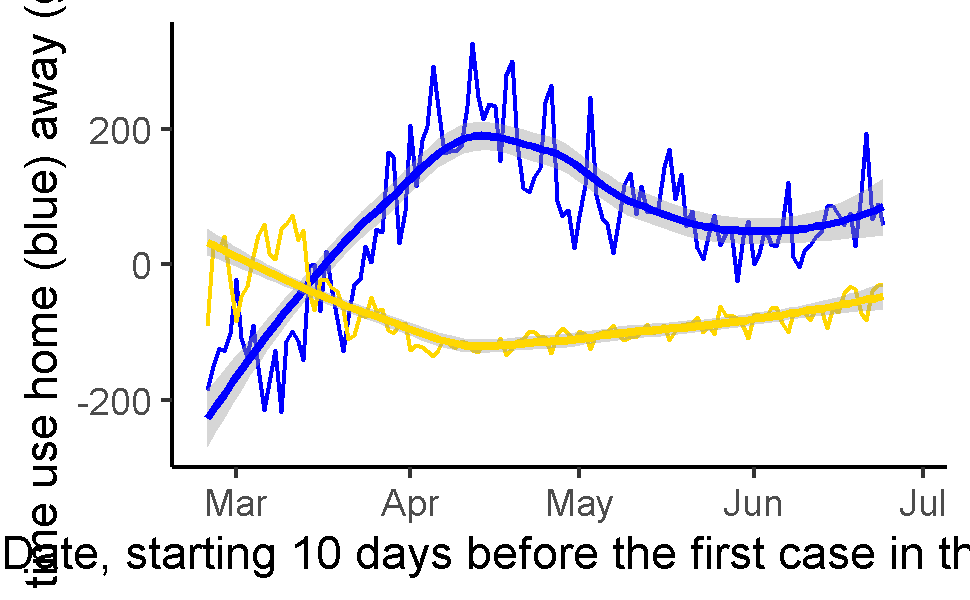 time use home (blue) away (
200
0
-200
Mar Apr May Jun Jul
Date, starting 10 days before the first case in th